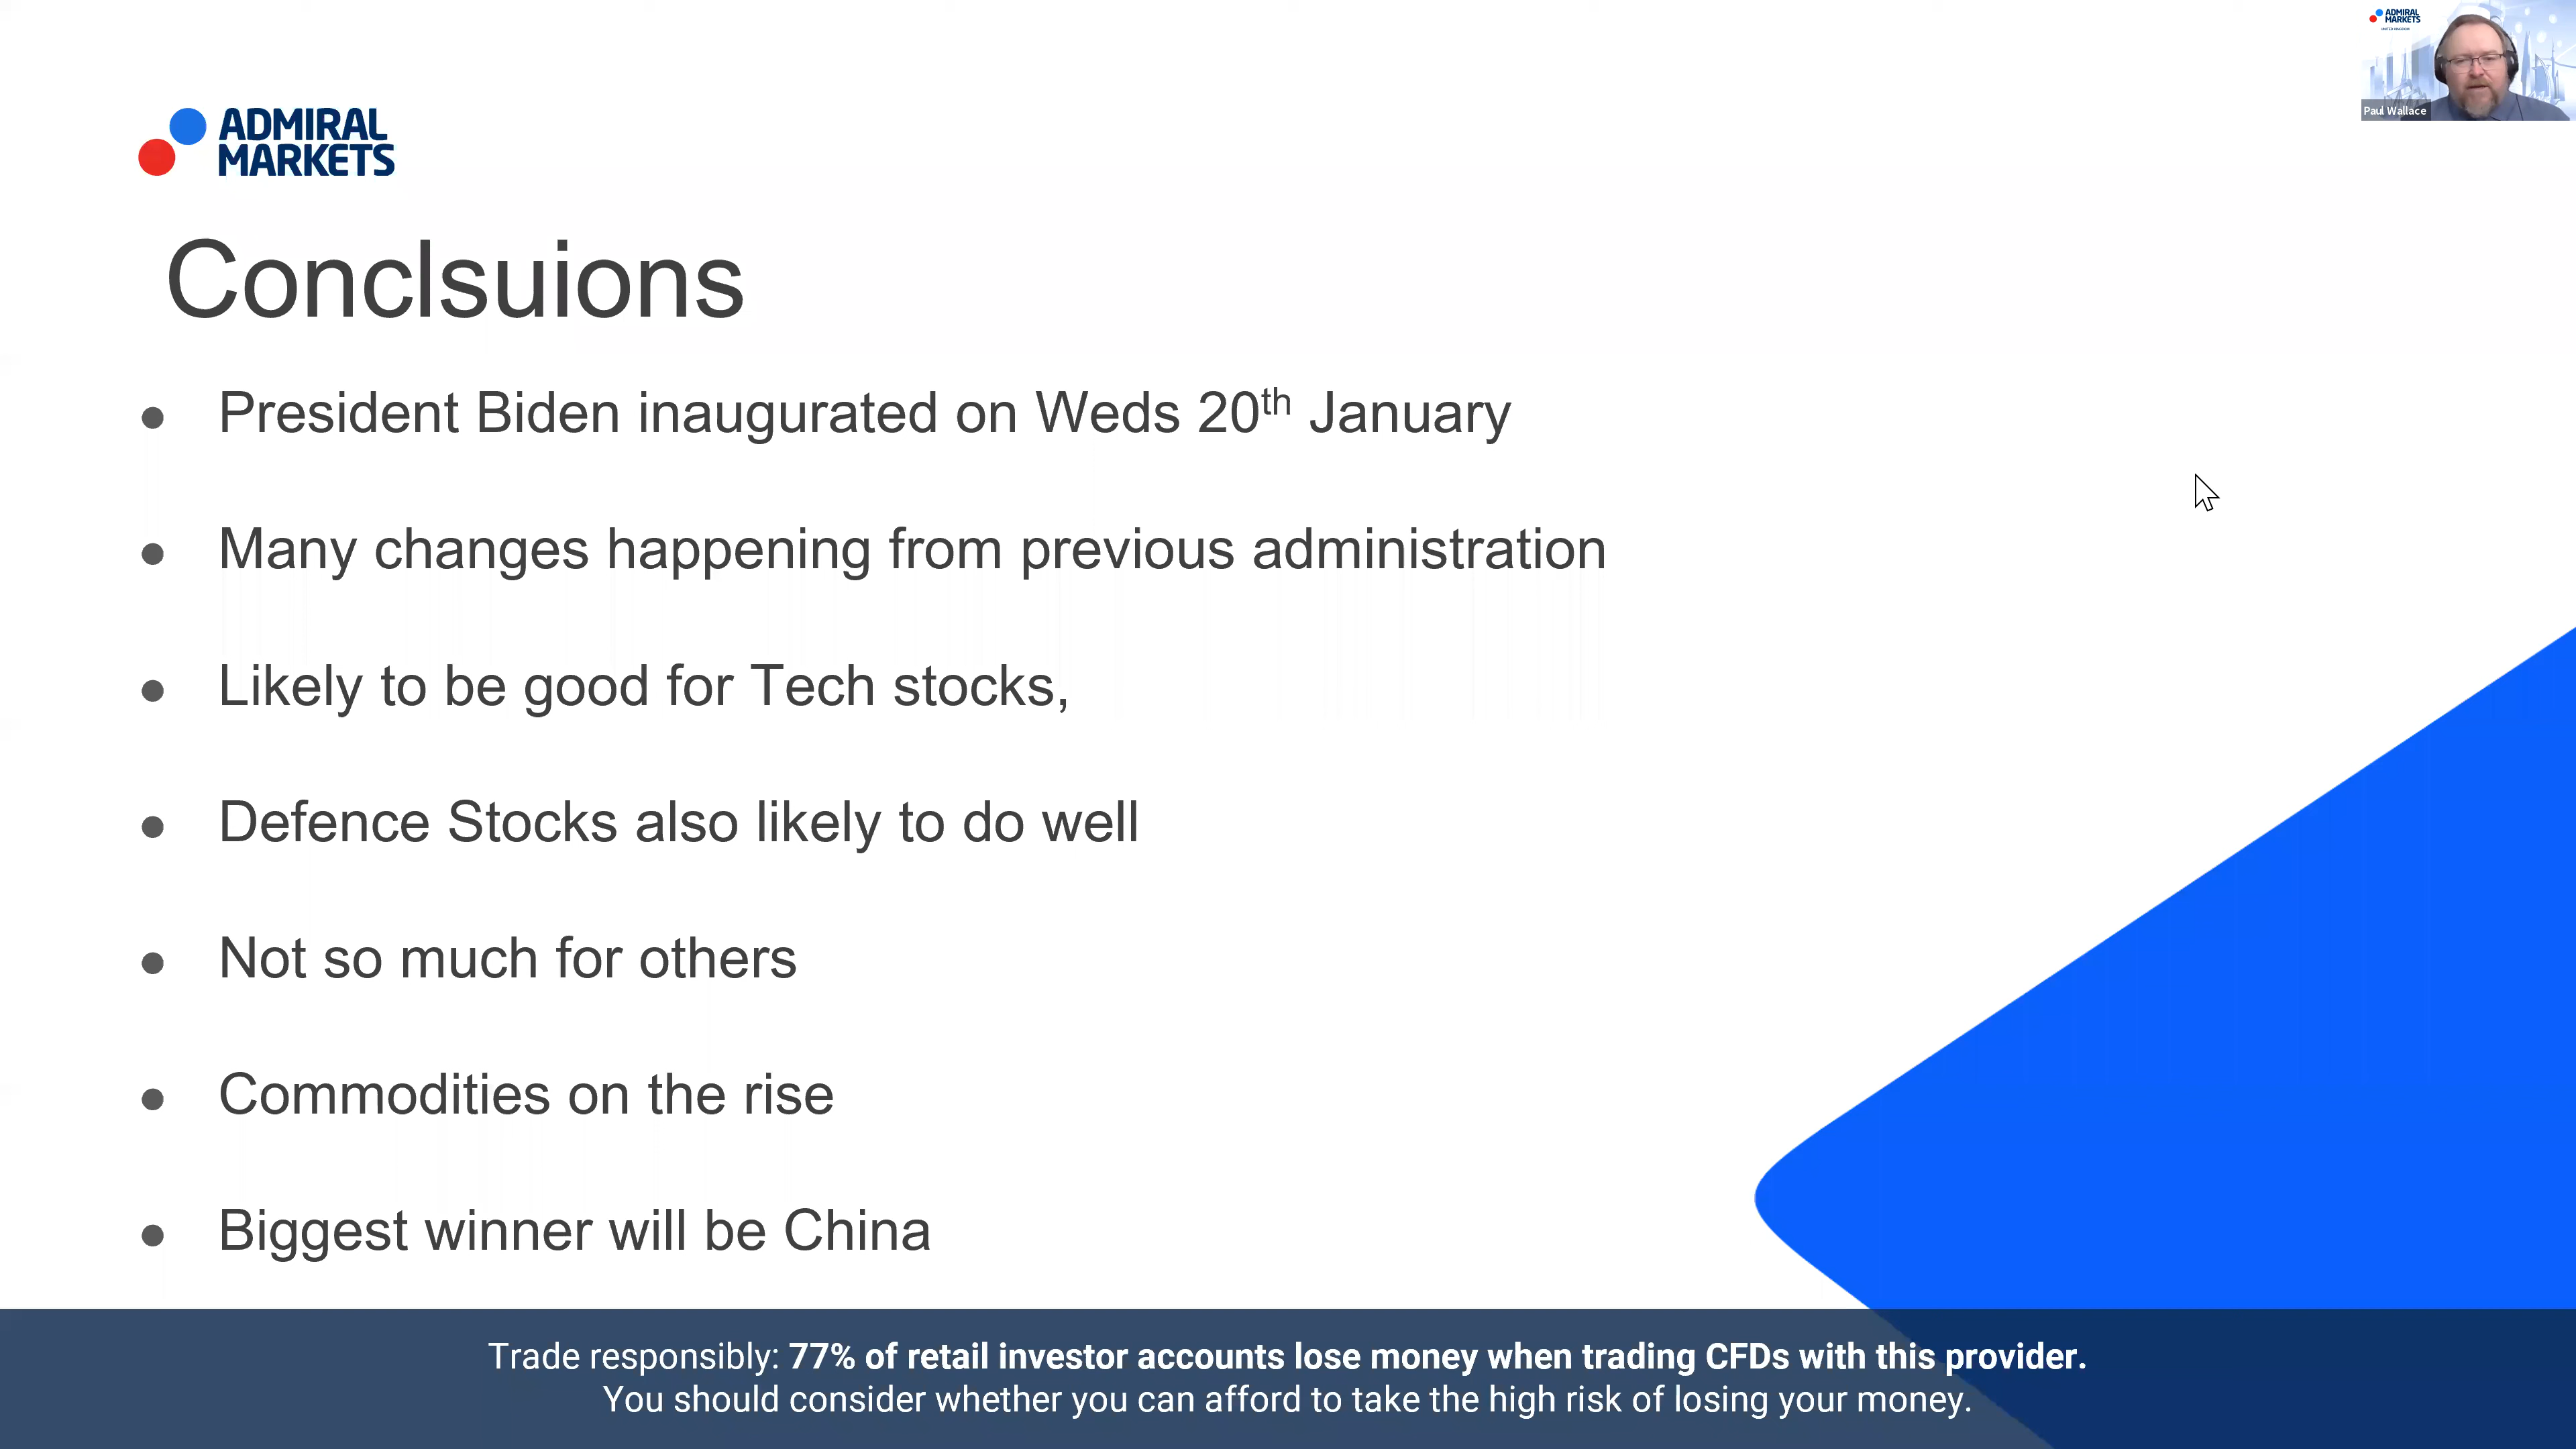 ADMIRAL
MARKETS
UNITED KINGDOM
Paul Wallace
ADMIRAL
MARKETS
Conclsuions
● President Biden inaugurated on Weds 20th January
● Many changes happening from previous administration
● Likely to be good for Tech stocks,
● Defence Stocks also likely to do well
● Not so much for others
● Commodities on the rise
● Biggest winner will be China
Trade responsibly: 77% of retail investor accounts lose money when trading CFDs with this provider.
You should consider whether you can afford to take the high risk of losing your money.